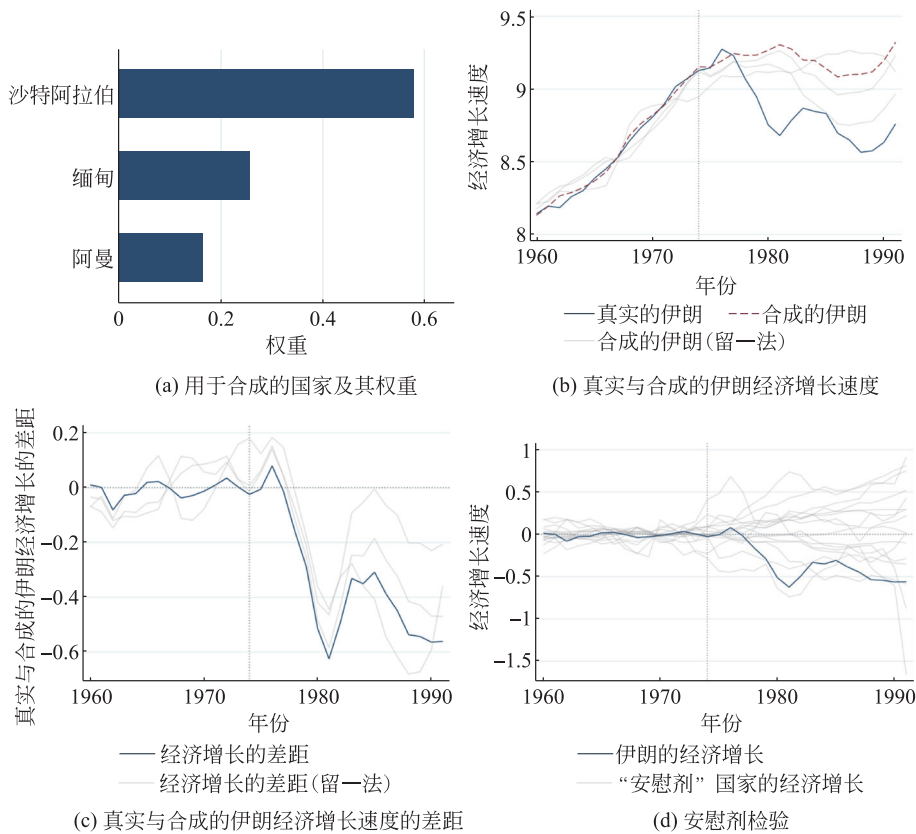 沙特阿拉伯
缅甸
阿曼
0 0.2 0.4 0.6
权重
(a) 用于合成的国家及其权重
经济增长速度
9.5
9
8.5
8
1960 1970 1980 1990
年份
真实的伊朗 合成的伊朗
合成的伊朗(留一法)
(b) 真实与合成的伊朗经济增长速度
真实与合成的伊朗经济增长的差距
0.2
0
−0.2
−0.4
−0.6
1960 1970 1980 1990
年份
经济增长的差距
经济增长的差距(留一法)
(c) 真实与合成的伊朗经济增长速度的差距
经济增长速度
1
0.5
0
−0.5
−1
−1.5
1960 1970 1980 1990
年份
伊朗的经济增长
“安慰剂”国家的经济增长
(d) 安慰剂检验